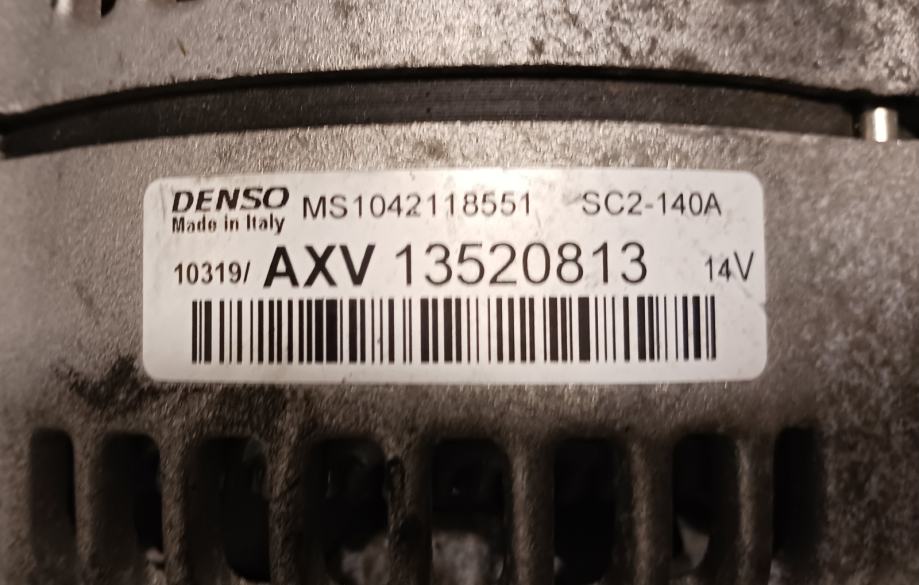 DENSO MS1042118551 SC2-140A
Made in Italy
10319/ AXV 13520813 14V